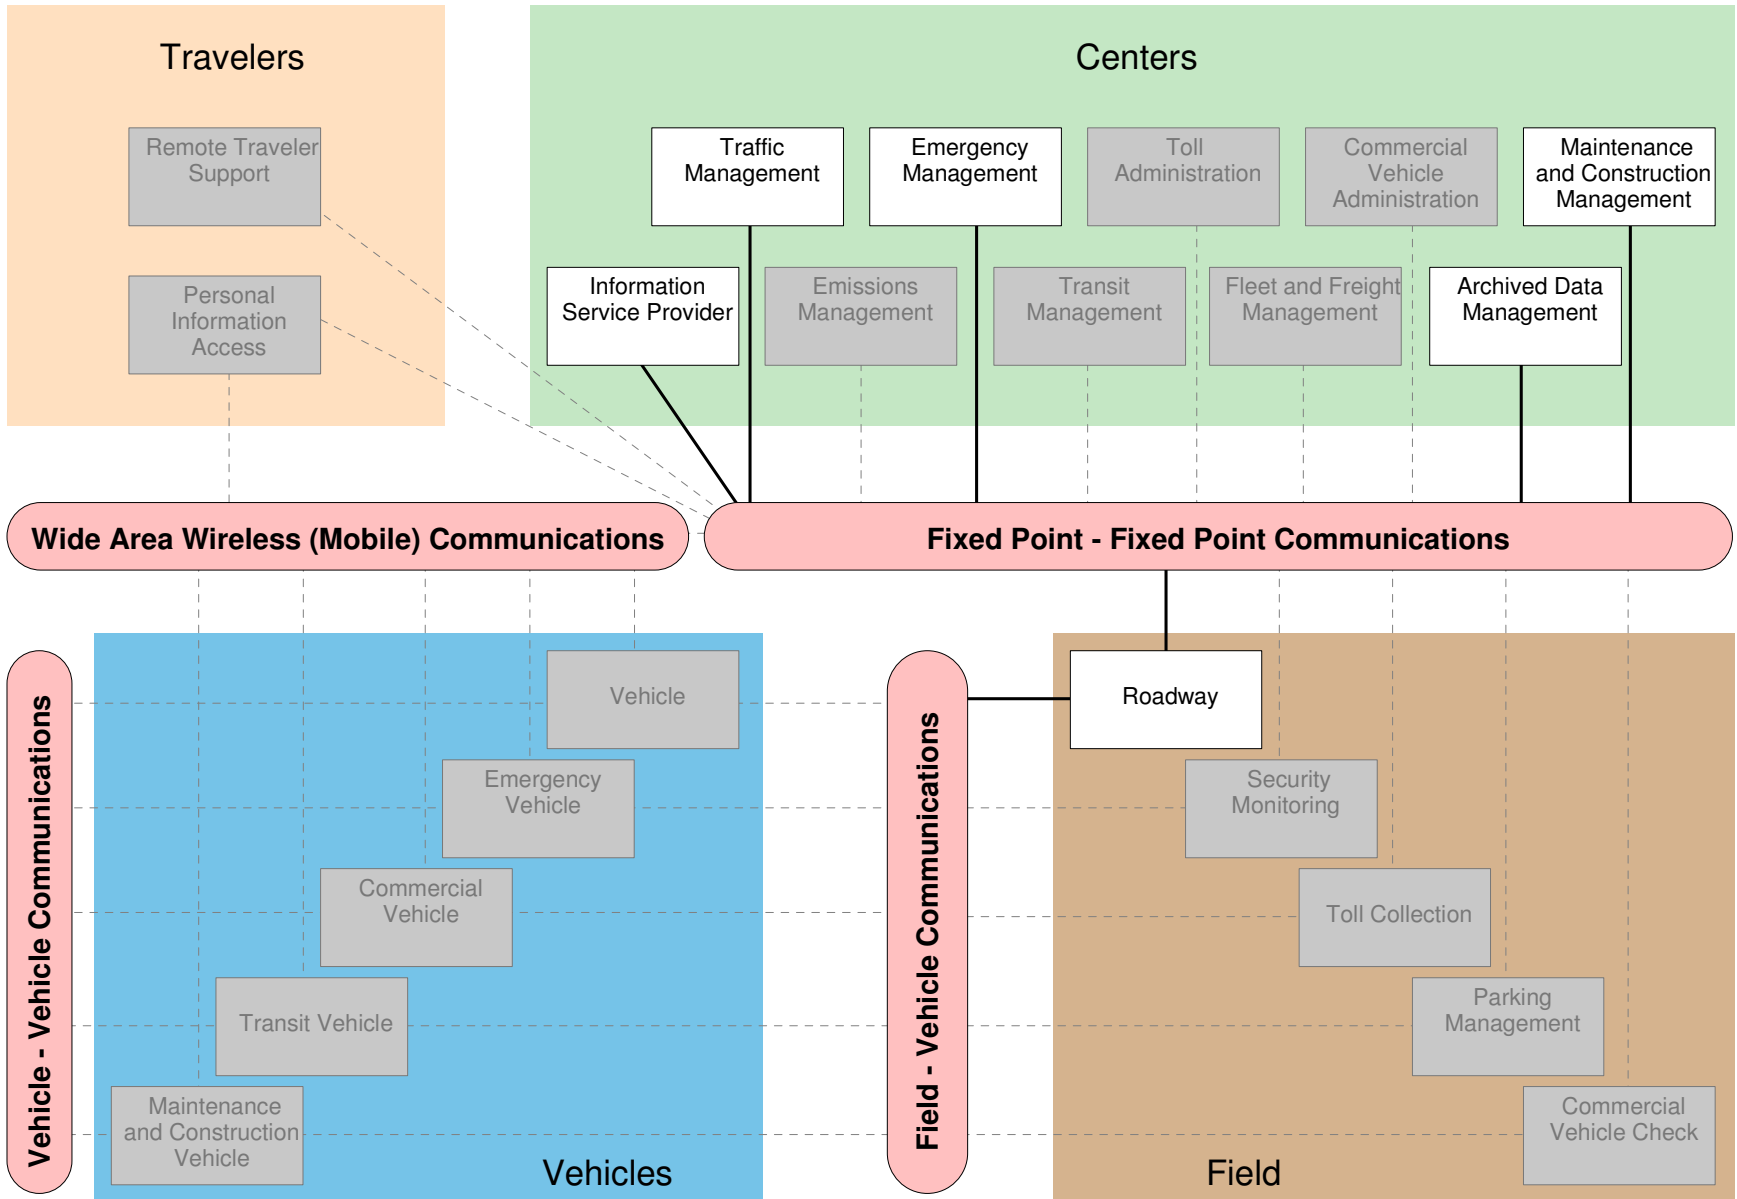 Travelers
Centers
Remote Traveler
Support
Traffic
Management
Emergency
Management
Toll
Administration
Commercial
Vehicle
Administration
Maintenance
and Construction
Management
Personal
Information
Access
Information
Service Provider
Emissions
Management
Transit
Management
Fleet and Freight
Management
Archived Data
Management
Wide Area Wireless (Mobile) Communications
Fixed Point - Fixed Point Communications
Vehicle - Vehicle Communications
Vehicle
Emergency
Vehicle
Commercial
Vehicle
Transit Vehicle
Maintenance
and Construction
Vehicle
Vehicles
Field - Vehicle Communications
Roadway
Security
Monitoring
Toll Collection
Parking
Management
Commercial
Vehicle Check
Field